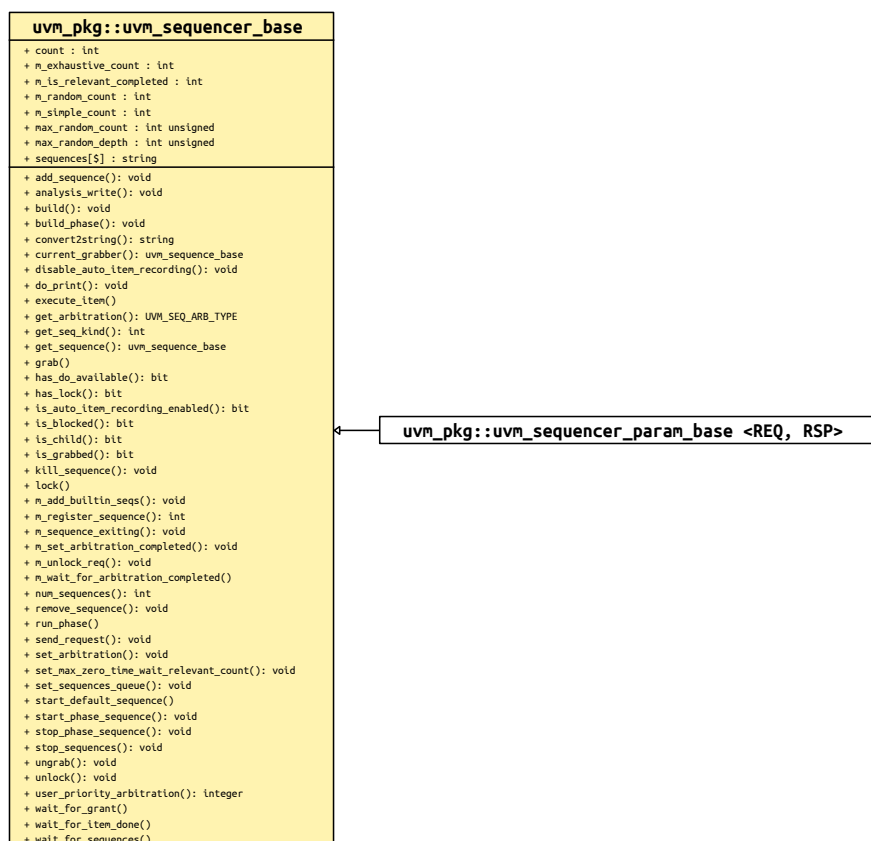 uvm_pkg::uvm_sequencer_base
+ count : int
+ m_exhaustive_count : int
+ m_is_relevant_completed : int
+ m_random_count : int
+ m_simple_count : int
+ max_random_count : int unsigned
+ max_random_depth : int unsigned
+ sequences[$] : string
+ add_sequence(): void
+ analysis_write(): void
+ build(): void
+ build_phase(): void
+ convert2string(): string
+ current_grabber(): uvm_sequence_base
+ disable_auto_item_recording(): void
+ do_print(): void
+ execute_item()
+ get_arbitration(): UVM_SEQ_ARB_TYPE
+ get_seq_kind(): int
+ get_sequence(): uvm_sequence_base
+ grab()
+ has_do_available(): bit
+ has_lock(): bit
+ is_auto_item_recording_enabled(): bit
+ is_blocked(): bit
+ is_child(): bit
+ is_grabbed(): bit
+ kill_sequence(): void
+ lock()
+ m_add_builtin_seqs(): void
+ m_register_sequence(): int
+ m_sequence_exiting(): void
+ m_set_arbitration_completed(): void
+ m_unlock_req(): void
+ m_wait_for_arbitration_completed()
+ num_sequences(): int
+ remove_sequence(): void
+ run_phase()
+ send_request(): void
+ set_arbitration(): void
+ set_max_zero_time_wait_relevant_count(): void
+ set_sequences_queue(): void
+ start_default_sequence()
+ start_phase_sequence(): void
+ stop_phase_sequence(): void
+ stop_sequences(): void
+ ungrab(): void
+ unlock(): void
+ user_priority_arbitration(): integer
+ wait_for_grant()
+ wait_for_item_done()
+ wait_for_sequences()
uvm_pkg::uvm_sequencer_param_base <REQ, RSP>